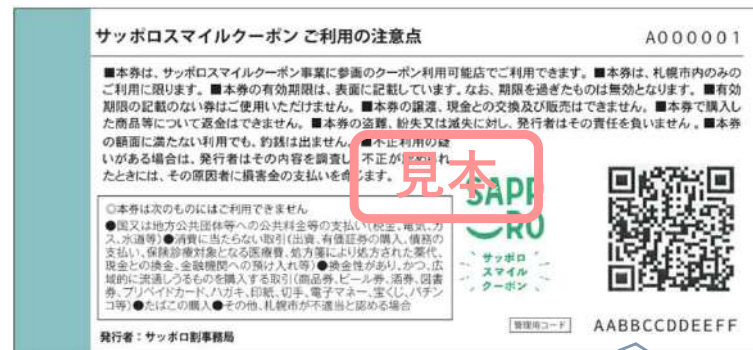 サッポロスマイルクーポン ご利用の注意点
A000001
■本券は、サッポロスマイルクーポン事業に参画のクーポン利用可能店でご利用できます。■本券は、札幌市内のみの
ご利用に限ります。■本券の有効期限は、表面に記載しています。なお、期限を過ぎたものは無効となります。■有効
期限の記載のない券はご使用いただけません。■本券の譲渡、現金との交換及び販売はできません。■本券で購入し
た商品等について返金はできません。■本券の盗難、紛失又は滅失に対し、発行者はその責任を負いません。■本券
の額面に満たない利用でも、釣銭は出ません。■不正利用の疑
いがある場合は、発行者はその内容を調査し、不正が認められ
たときには、その原因者に損害金の支払いを命じます。
見本
◎本券は次のものにはご利用できません
●国又は地方公共団体等への公共料金等の支払い(税金、電気、ガ
ス、水道等)●消費に当たらない取引(出資、有価証券の購入、債務の
支払い、保険診療対象となる医療費、処方箋により処方された薬代、
現金との換金、金融機関への預け入れ等)●換金性があり、かつ、広
域的に流通しうるものを購入する取引(商品券、ビール券、酒券、図書
券、プリペイドカード、ハガキ、印紙、切手、電子マネー、宝くじ、パチン
コ等)●たばこの購入●その他、札幌市が不適当と認める場合
発行者：サッポロ割事務局
SAPP
RO
サッポロ
スマイル
クーポン
管理用コード
AABBCCDDEEFF